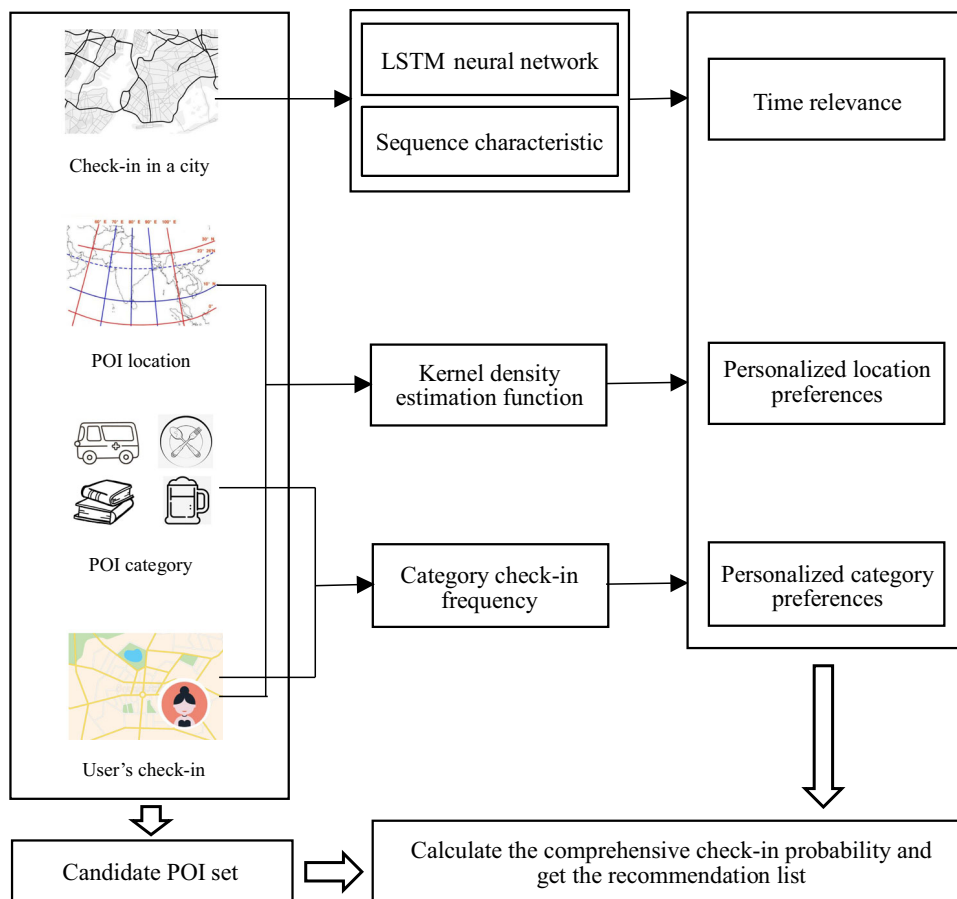 LSTM neural network
Sequence characteristic
Time relevance
Check-in in a city
POI location
Kernel density
estimation function
Personalized location
preferences
POI category
Category check-in
frequency
Personalized category
preferences
User's check-in
Candidate POI set
Calculate the comprehensive check-in probability and
get the recommendation list